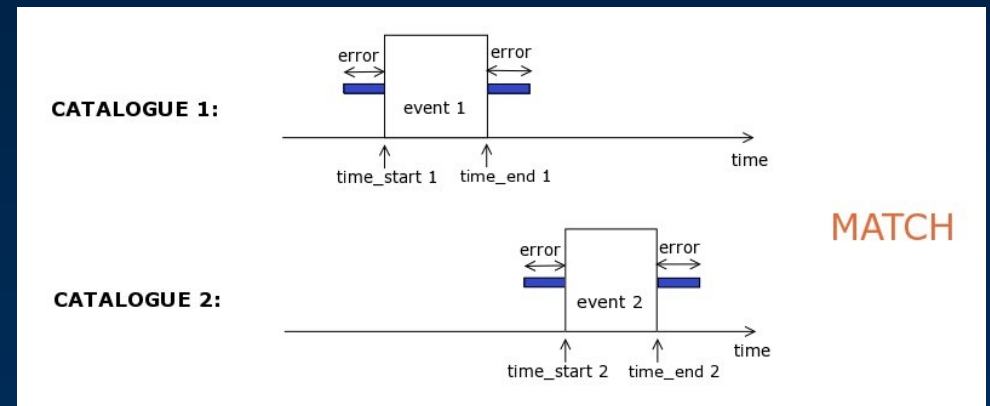 error error
CATALOGUE 1:
event 1
time
time_start 1 time_end 1
MATCH
error error
CATALOGUE 2:
event 2
time
time_start 2 time_end 2